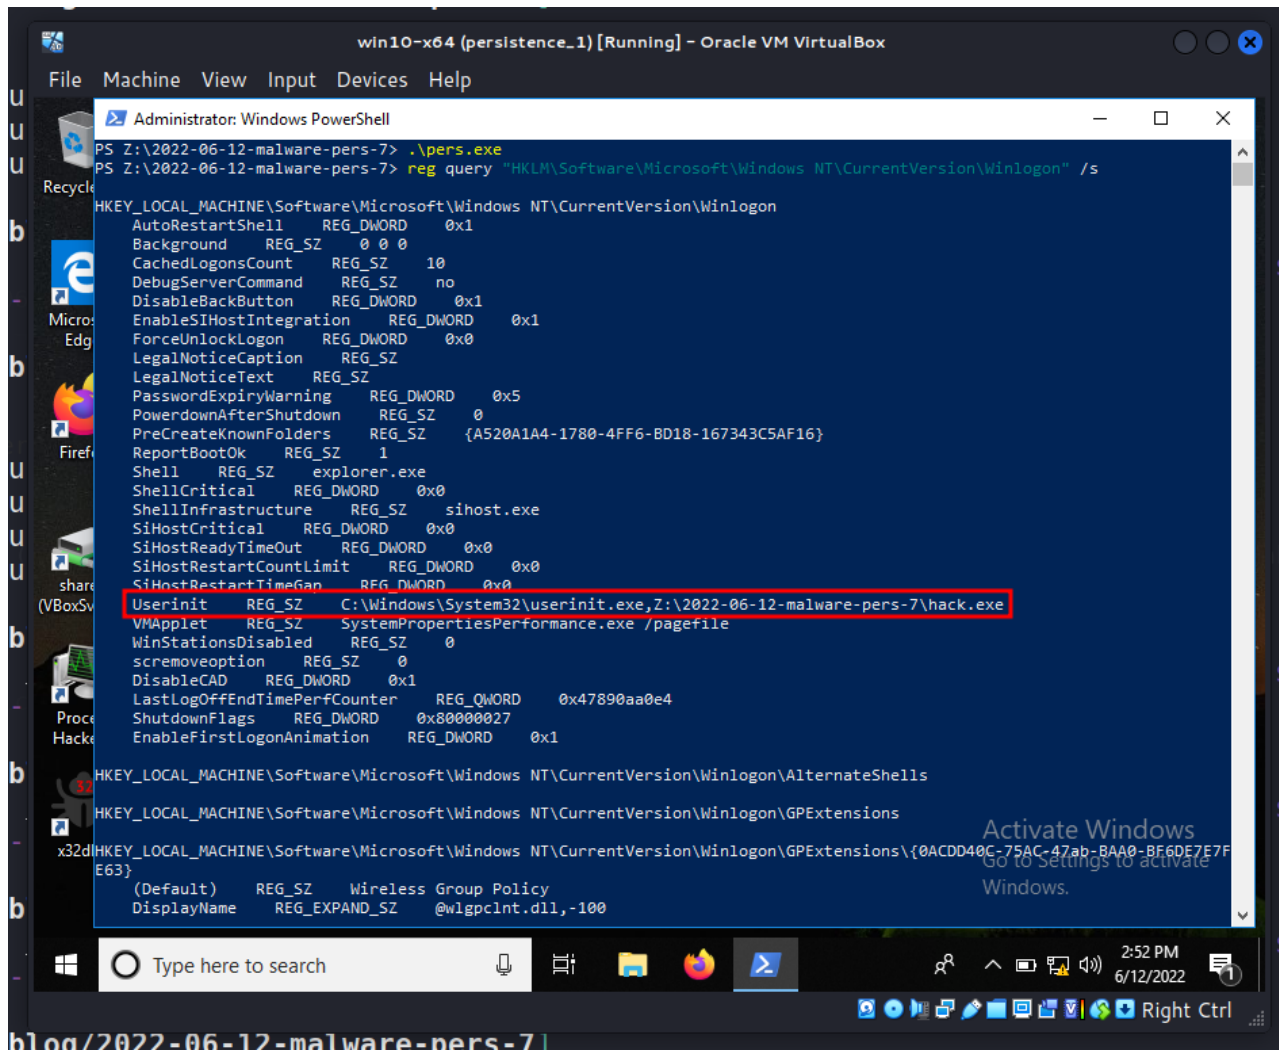 win10-x64 (persistence_1) [Running] - Oracle VM VirtualBox
File Machine View Input Devices Help
Administrator: Windows PowerShell
PS Z:\2022-06-12-malware-pers-7> .\pers.exe
PS Z:\2022-06-12-malware-pers-7> reg query "HKLM\Software\Microsoft\Windows NT\CurrentVersion\Winlogon" /s
HKEY_LOCAL_MACHINE\Software\Microsoft\Windows NT\CurrentVersion\Winlogon
AutoRestartShell REG_DWORD 0x1
Background REG_SZ 0 0 0
CachedLogonsCount REG_SZ 10
DebugServerCommand REG_SZ no
DisableBackButton REG_DWORD 0x1
EnableSIHostIntegration REG_DWORD 0x1
ForceUnlockLogon REG_DWORD 0x0
LegalNoticeCaption REG_SZ
LegalNoticeText REG_SZ
PasswordExpiryWarning REG_DWORD 0x5
PowerdownAfterShutdown REG_SZ 0
PreCreateKnownFolders REG_SZ {A520A1A4-1780-4FF6-BD18-167343C5AF16}
ReportBootOk REG_SZ 1
Shell REG_SZ explorer.exe
ShellCritical REG_DWORD 0x0
ShellInfrastructure REG_SZ sihost.exe
SiHostCritical REG_DWORD 0x0
SiHostReadyTimeOut REG_DWORD 0x0
SiHostRestartCountLimit REG_DWORD 0x0
SiHostRestartTimeGap REG_DWORD 0x0
Userinit REG_SZ C:\Windows\System32\userinit.exe,Z:\2022-06-12-malware-pers-7\hack.exe
VMApplet REG_SZ SystemPropertiesPerformance.exe /pagefile
WinStationsDisabled REG_SZ 0
scremoveoption REG_SZ 0
DisableCAD REG_DWORD 0x1
LastLogOffEndTimePerfCounter REG_QWORD 0x47890aa0e4
ShutdownFlags REG_DWORD 0x80000027
EnableFirstLogonAnimation REG_DWORD 0x1
HKEY_LOCAL_MACHINE\Software\Microsoft\Windows NT\CurrentVersion\Winlogon\AlternateShells
HKEY_LOCAL_MACHINE\Software\Microsoft\Windows NT\CurrentVersion\Winlogon\GPExtensions
HKEY_LOCAL_MACHINE\Software\Microsoft\Windows NT\CurrentVersion\Winlogon\GPExtensions\{0ACDD40C-75AC-47ab-BAA0-BF6DE7E7F
E63}
(Default) REG_SZ Wireless Group Policy
DisplayName REG_EXPAND_SZ @wlgpclnt.dll,-100
Activate Windows
Go to Settings to activate
Windows.
Recycle
Micros
Edg
Firef
share
(VBoxSv
Proce
Hacke
32
x32d
Type here to search
2:52 PM
6/12/2022
1
Right Ctrl
blog/2022-06-12-malware-pers-7]